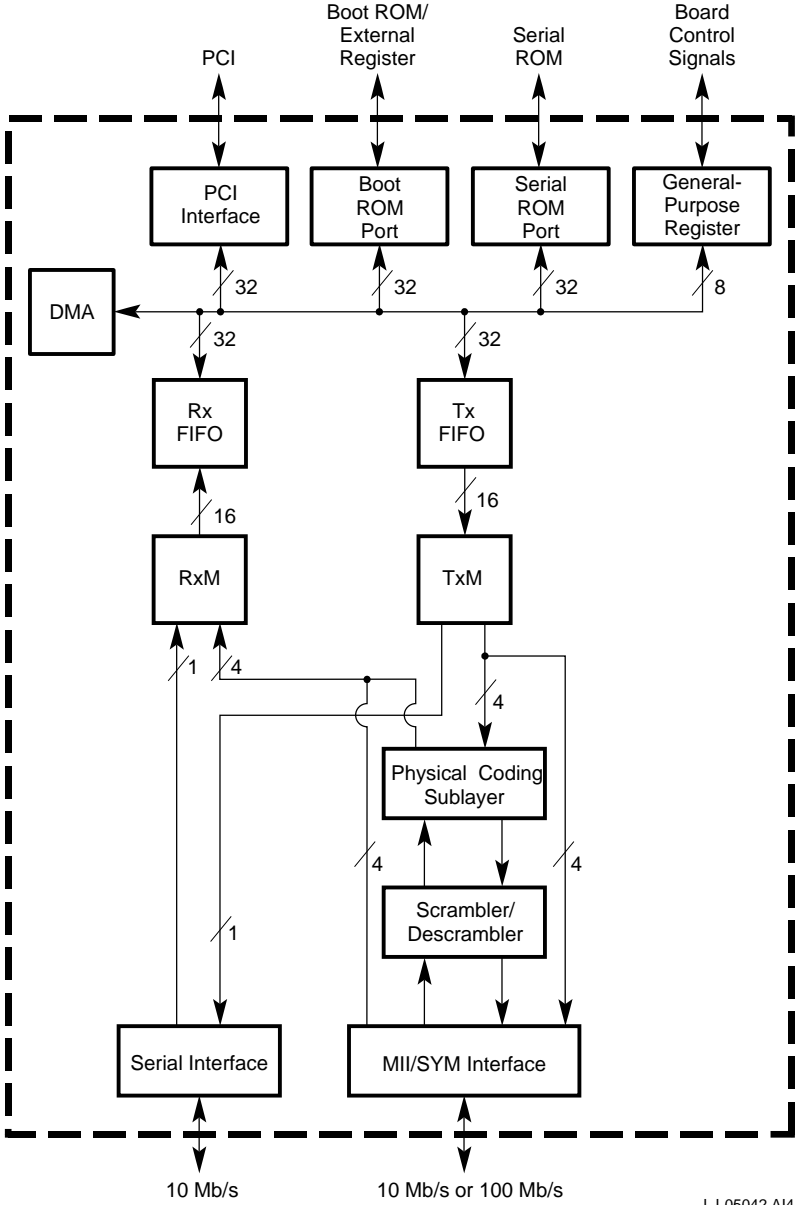 Boot ROM/
External
Register
PCI
Serial
ROM
Board
Control
Signals
PCI
Interface
Boot
ROM
Port
Serial
ROM
Port
General-
Purpose
Register
32
32
32
8
DMA
32
32
Rx
FIFO
Tx
FIFO
16
16
RxM
TxM
1
4
4
Physical Coding
Sublayer
4
4
Scrambler/
Descrambler
1
Serial Interface
MII/SYM Interface
10 Mb/s
10 Mb/s or 100 Mb/s